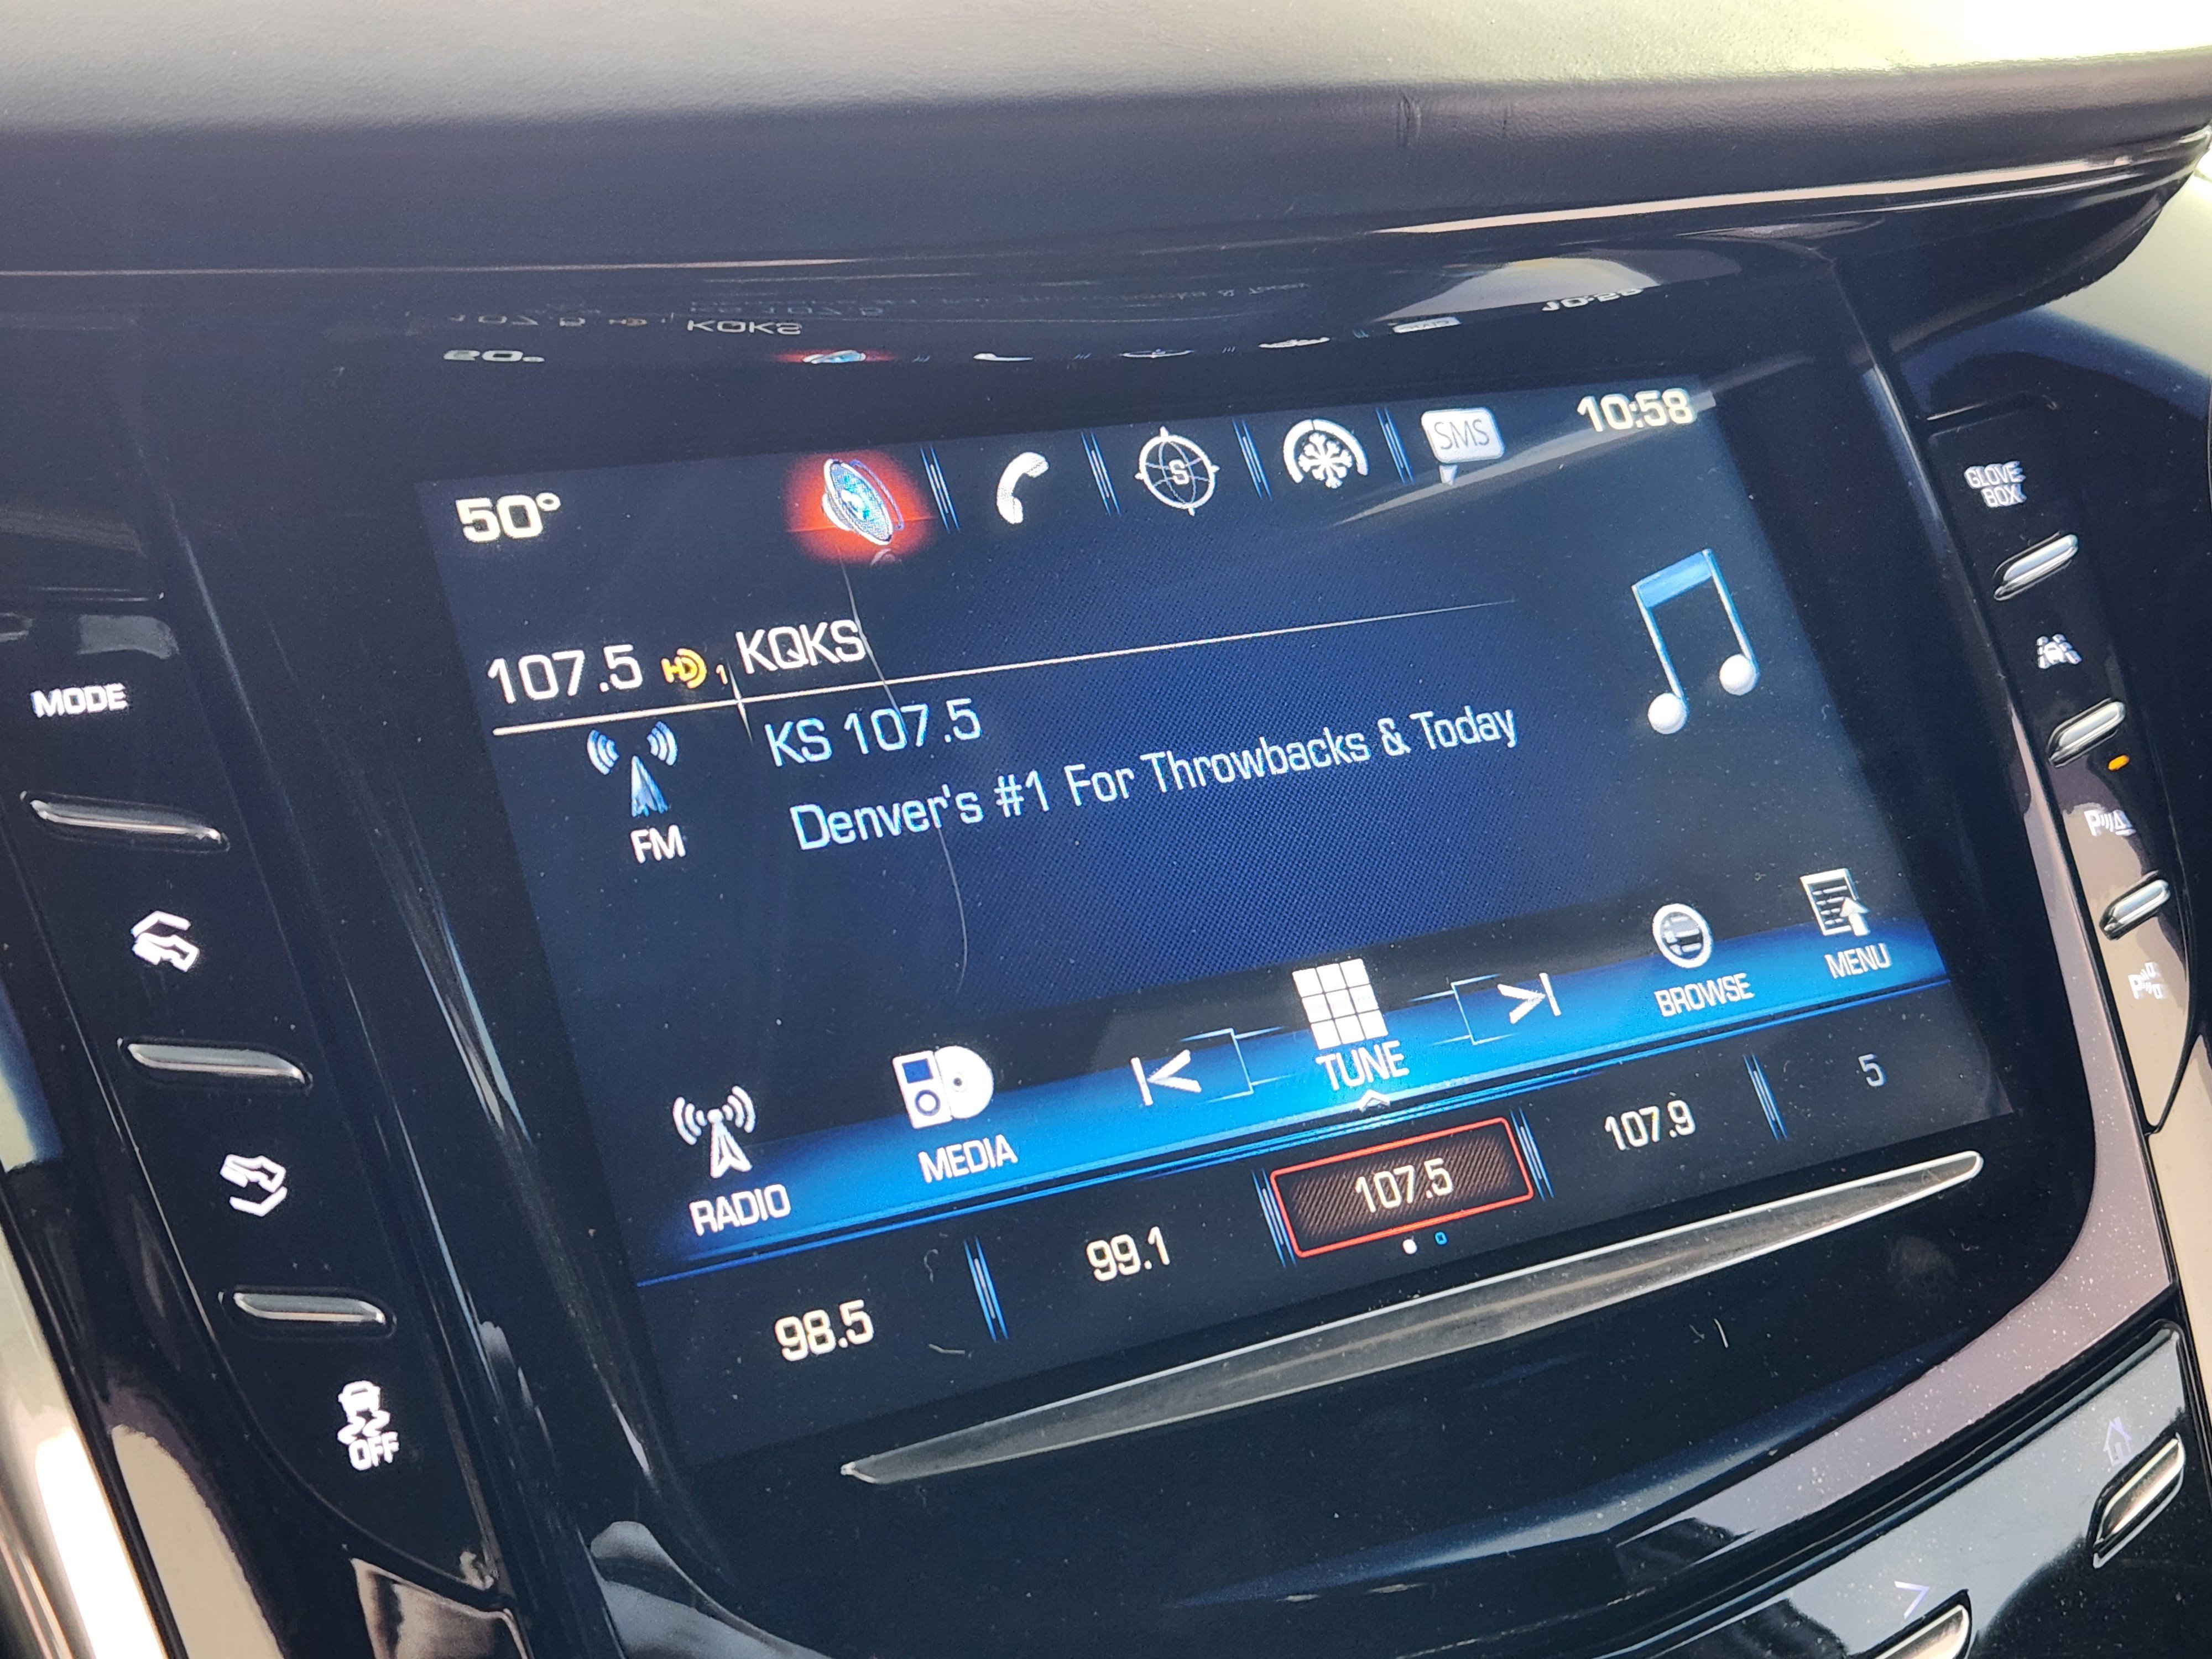 50°
SMS
10:58
107.5 HD 1 KQKS
KS 107.5
Denver's #1 For Throwbacks & Today
FM
RADIO
MEDIA
TUNE
BROWSE
MENU
98.5
99.1
107.5
107.9
5
MODE
OFF
GLOVE
BOX